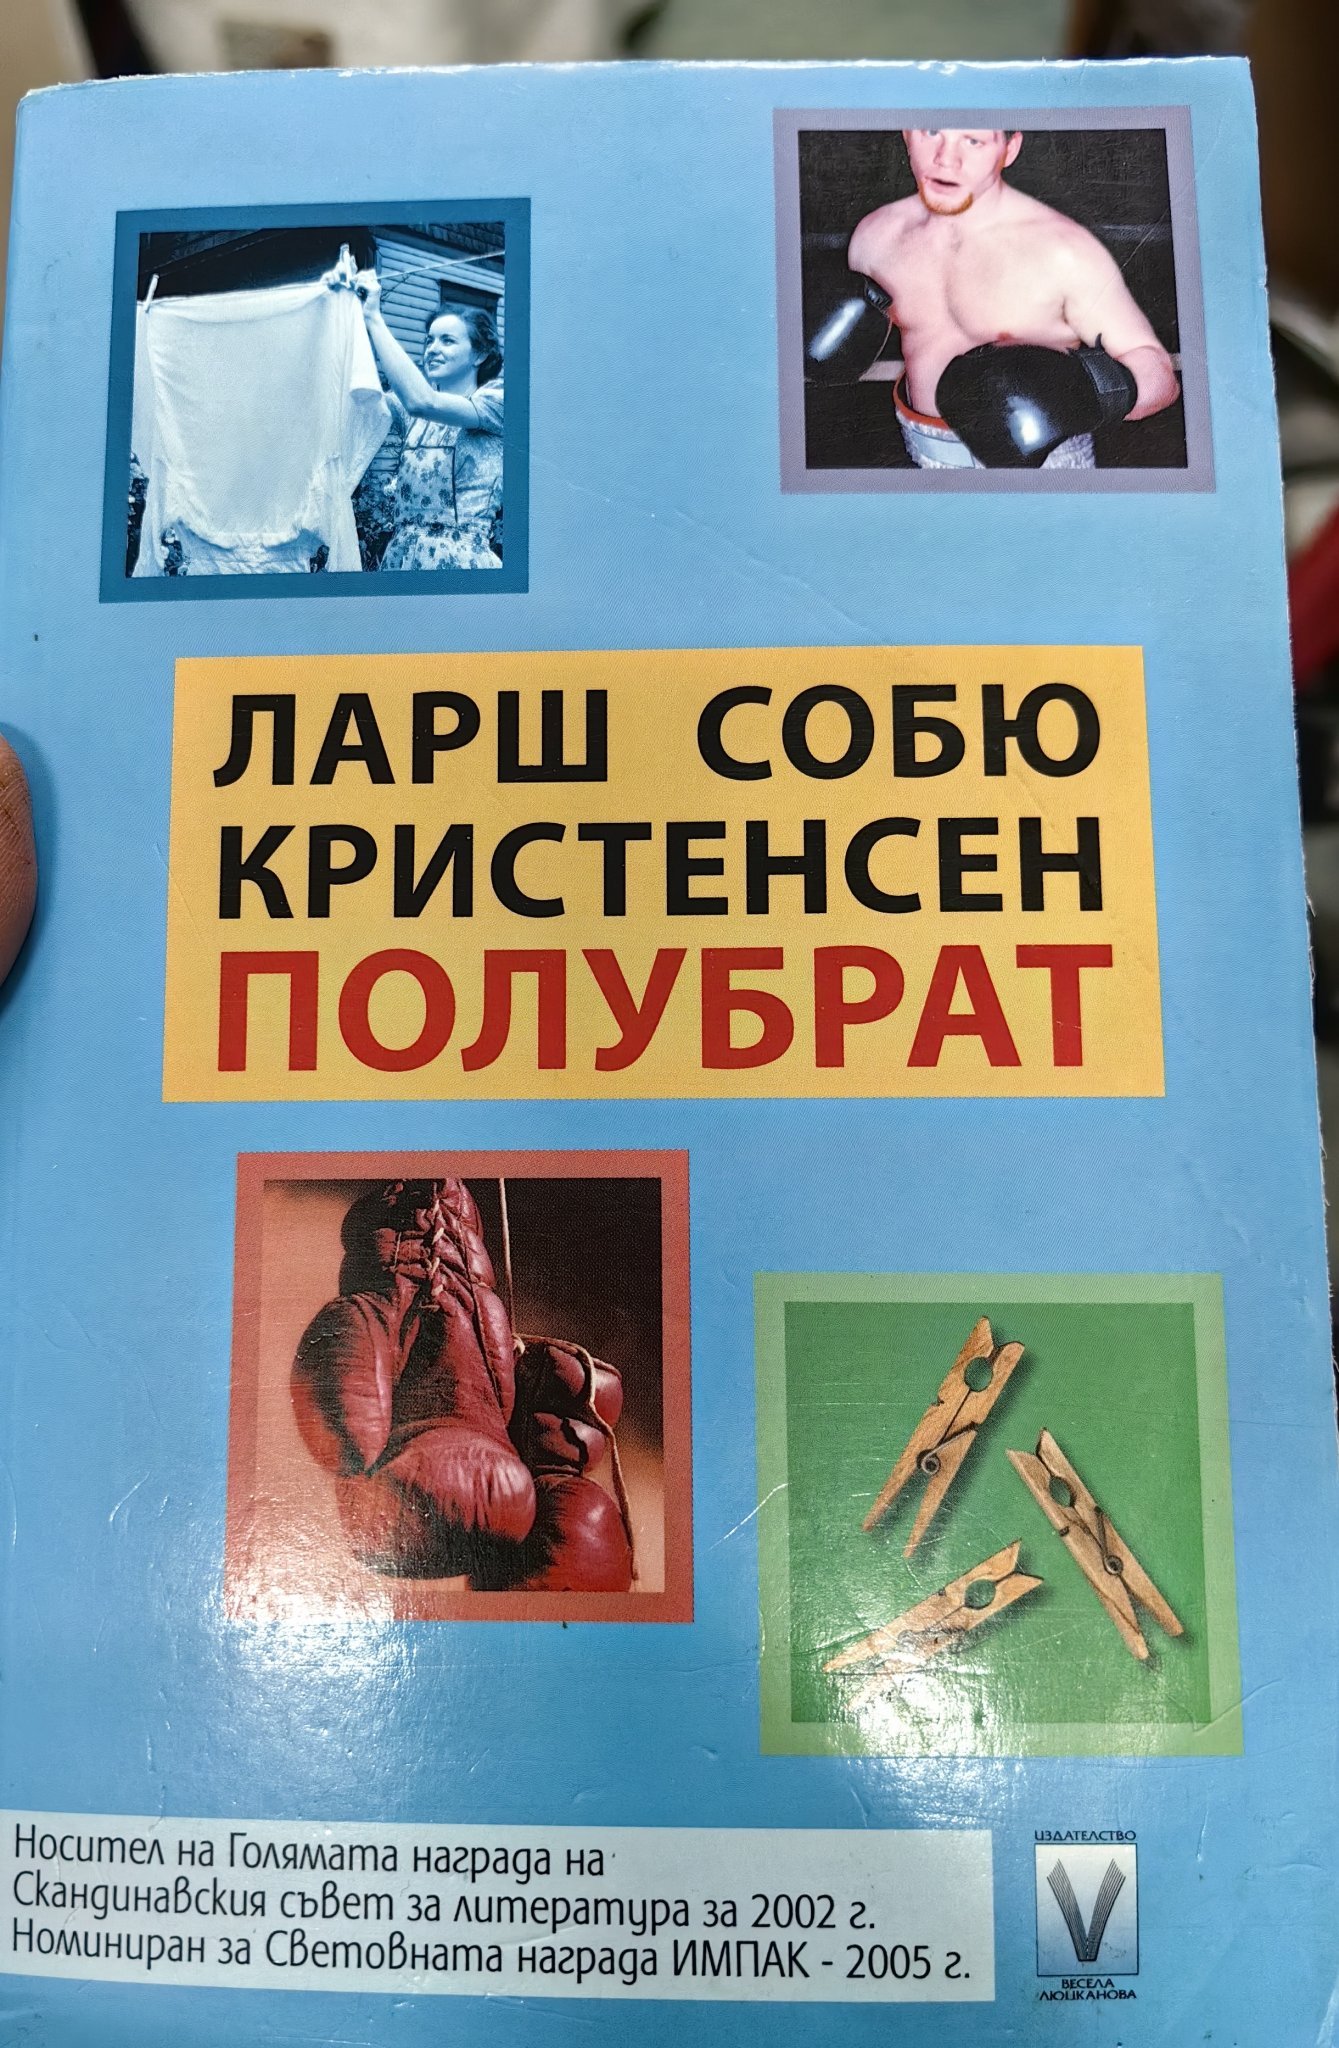 ЛАРШ СОБЮ
КРИСТЕНСЕН
ПОЛУБРАТ
Носител на Голямата награда на
Скандинавския съвет за литература за 2002 г.
Номиниран за Световната награда ИМПАК - 2005 г.
ИЗДАТЕЛСТВО
ВЕСЕЛА
ЛЮЦКАНОВА